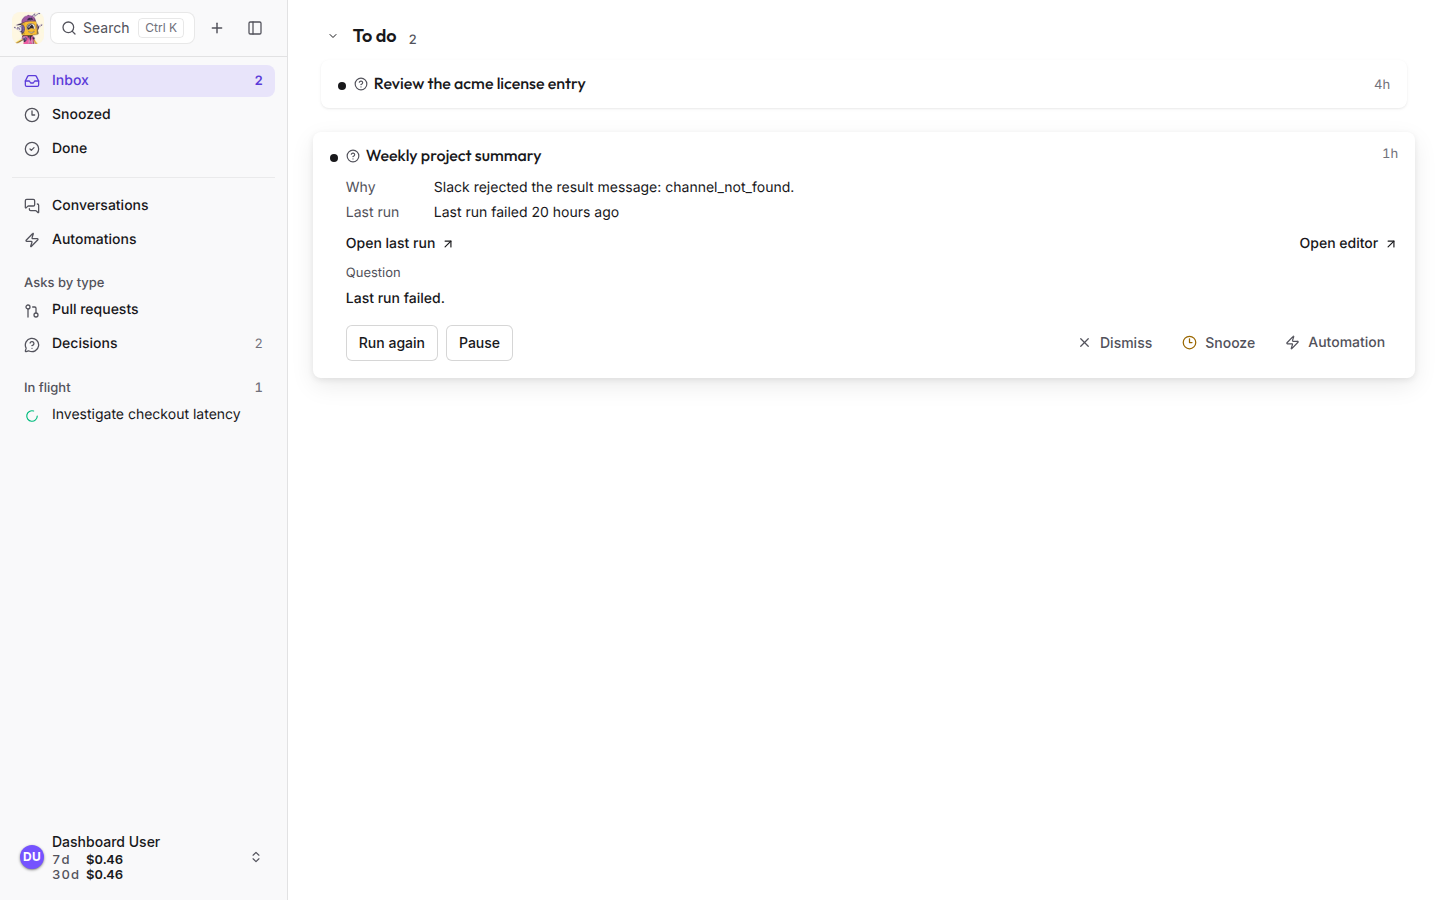 Search Ctrl K
Inbox 2
Snoozed
Done
Conversations
Automations
Asks by type
Pull requests
Decisions 2
In flight 1
Investigate checkout latency
DU Dashboard User
7d $0.46
30d $0.46
To do 2
Review the acme license entry 4h
Weekly project summary 1h
Why Slack rejected the result message: channel_not_found.
Last run Last run failed 20 hours ago
Open last run Open editor
Question
Last run failed.
Run again Pause Dismiss Snooze Automation